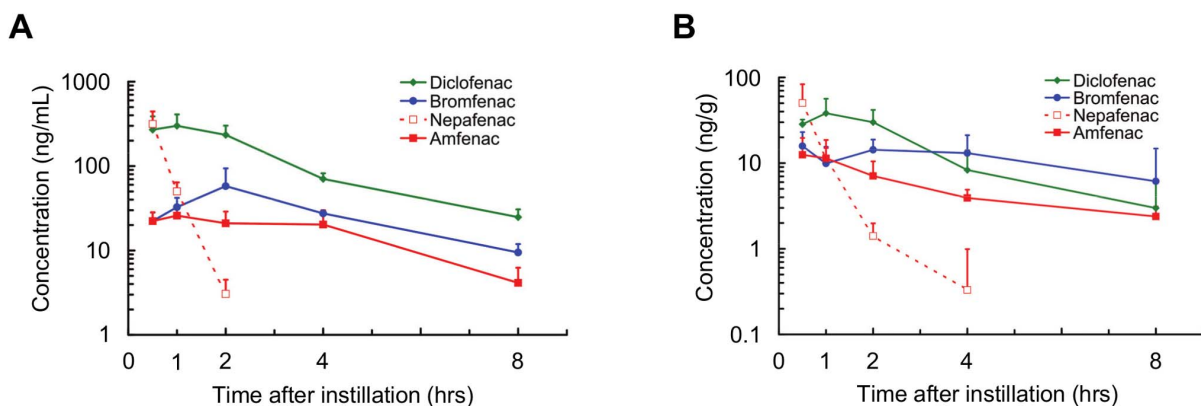 A
Concentration (ng/mL)
1000
100
10
1
0 1 2 4 8
Time after instillation (hrs)
Diclofenac
Bromfenac
Nepafenac
Amfenac
B
Concentration (ng/g)
100
10
1
0.1
0 1 2 4 8
Time after instillation (hrs)
Diclofenac
Bromfenac
Nepafenac
Amfenac